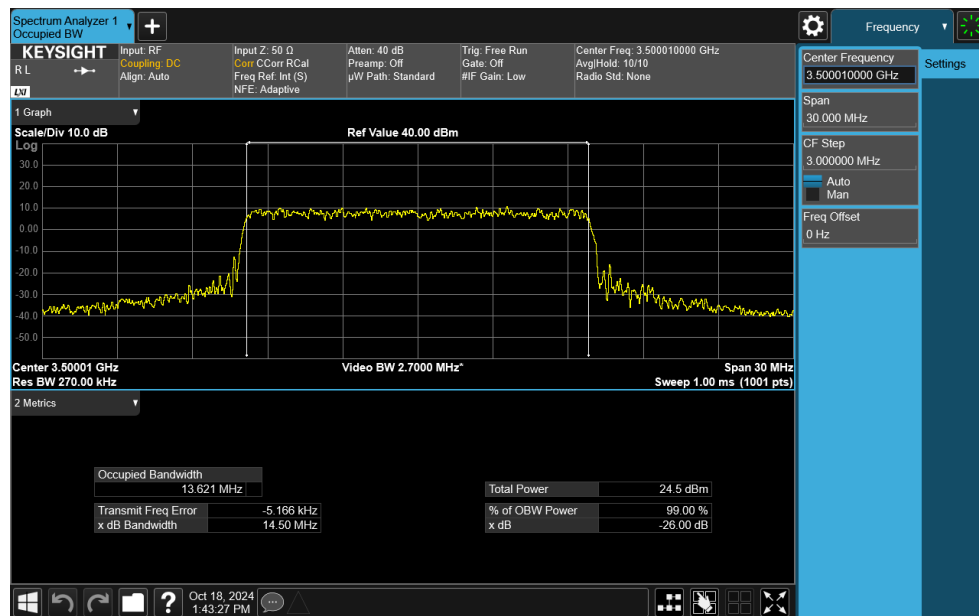 Spectrum Analyzer 1
Occupied BW
+
Frequency
KEYSIGHT
R L
LXI
Input: RF
Coupling: DC
Align: Auto
Input Z: 50 Ω
Corr CCorr RCal
Freq Ref: Int (S)
NFE: Adaptive
Atten: 40 dB
Preamp: Off
µW Path: Standard
Trig: Free Run
Gate: Off
#IF Gain: Low
Center Freq: 3.500010000 GHz
Avg|Hold: 10/10
Radio Std: None
Center Frequency
3.500010000 GHz
Settings
Span
30.000 MHz
CF Step
3.000000 MHz
Auto
Man
Freq Offset
0 Hz
1 Graph
Scale/Div 10.0 dB
Ref Value 40.00 dBm
Log
30.0
20.0
10.0
0.00
-10.0
-20.0
-30.0
-40.0
-50.0
Center 3.50001 GHz
Video BW 2.7000 MHz*
Span 30 MHz
Res BW 270.00 kHz
Sweep 1.00 ms (1001 pts)
2 Metrics
Occupied Bandwidth
13.621 MHz
Transmit Freq Error -5.166 kHz
x dB Bandwidth 14.50 MHz
Total Power 24.5 dBm
% of OBW Power 99.00 %
x dB -26.00 dB
?
Oct 18, 2024
1:43:27 PM